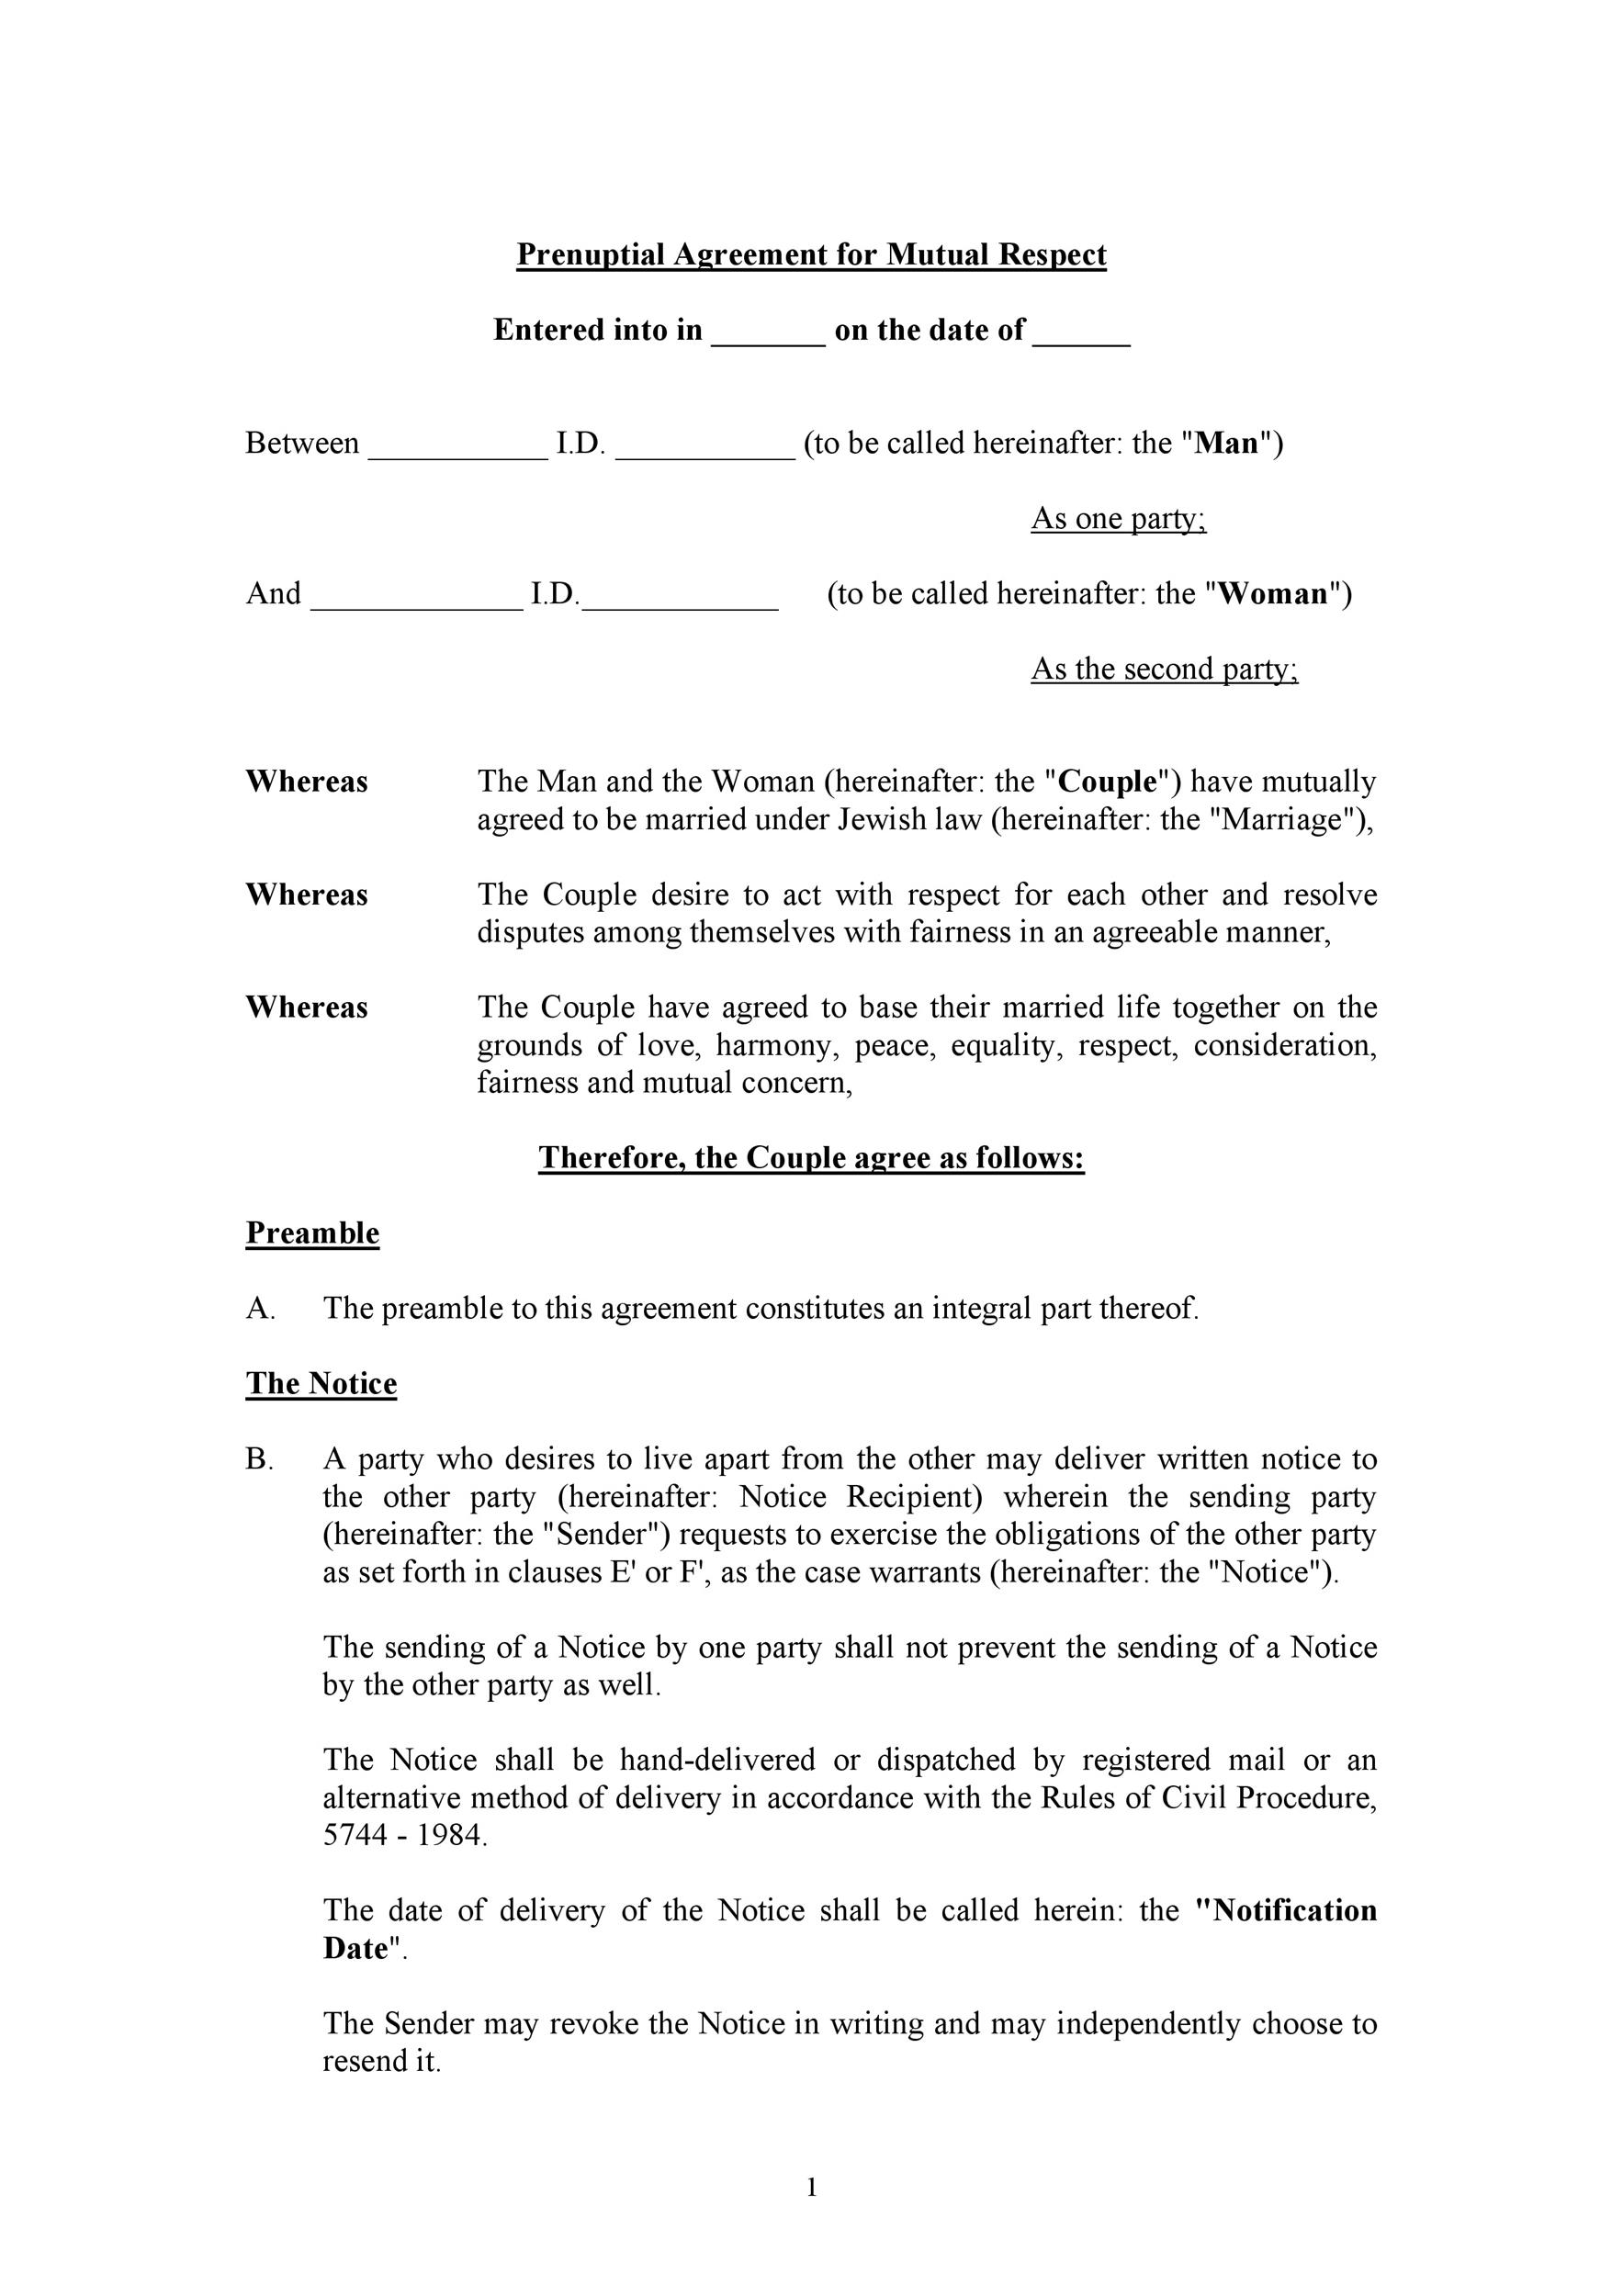 Prenuptial Agreement for Mutual Respect
Entered into in _______ on the date of ______
Between ___________ I.D. ___________ (to be called hereinafter: the "Man")
As one party;
And _____________ I.D.____________ (to be called hereinafter: the "Woman")
As the second party;
Whereas The Man and the Woman (hereinafter: the "Couple") have mutually
agreed to be married under Jewish law (hereinafter: the "Marriage"),
Whereas The Couple desire to act with respect for each other and resolve
disputes among themselves with fairness in an agreeable manner,
Whereas The Couple have agreed to base their married life together on the
grounds of love, harmony, peace, equality, respect, consideration,
fairness and mutual concern,
Therefore, the Couple agree as follows:
Preamble
A. The preamble to this agreement constitutes an integral part thereof.
The Notice
B. A party who desires to live apart from the other may deliver written notice to
the other party (hereinafter: Notice Recipient) wherein the sending party
(hereinafter: the "Sender") requests to exercise the obligations of the other party
as set forth in clauses E' or F', as the case warrants (hereinafter: the "Notice").
The sending of a Notice by one party shall not prevent the sending of a Notice
by the other party as well.
The Notice shall be hand-delivered or dispatched by registered mail or an
alternative method of delivery in accordance with the Rules of Civil Procedure,
5744 - 1984.
The date of delivery of the Notice shall be called herein: the "Notification
Date".
The Sender may revoke the Notice in writing and may independently choose to
resend it.
1